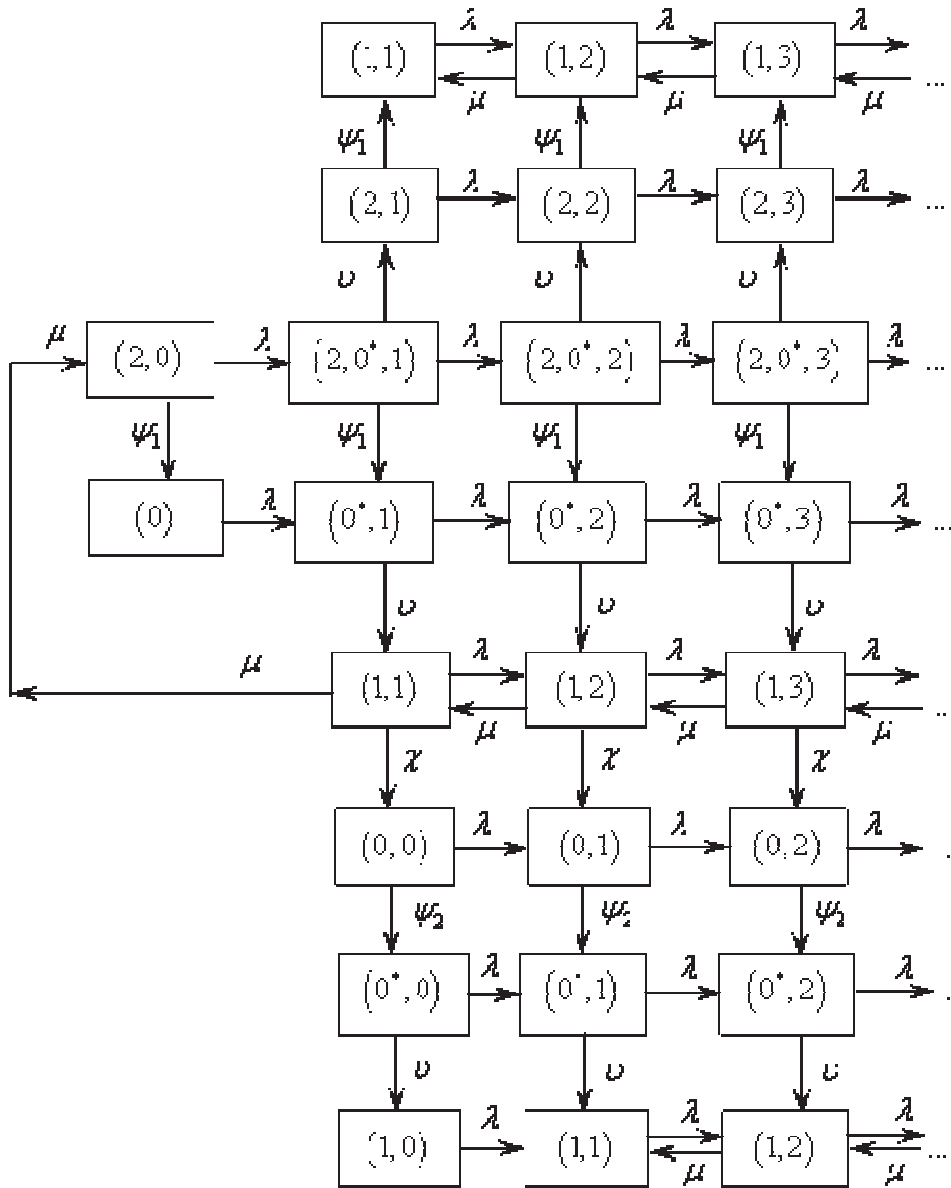 λ λ λ
(1,1) (1,2) (1,3)
μ μ μ ...
ψ₁ ψ₁ ψ₁
λ λ λ
(2,1) (2,2) (2,3) ...
υ υ υ
μ λ λ λ λ
(2,0) (2,0*,1) (2,0*,2) (2,0*,3) ...
ψ₁ ψ₁ ψ₁ ψ₁
λ λ λ λ
(0) (0*,1) (0*,2) (0*,3) ...
υ υ υ
μ λ λ λ
(1,1) (1,2) (1,3)
μ μ μ ..
χ χ χ
λ λ λ
(0,0) (0,1) (0,2) .
ψ₂ ψ₂ ψ₂
λ λ λ
(0*,0) (0*,1) (0*,2) .
υ υ υ
λ λ λ
(1,0) (1,1) (1,2)
μ μ ...